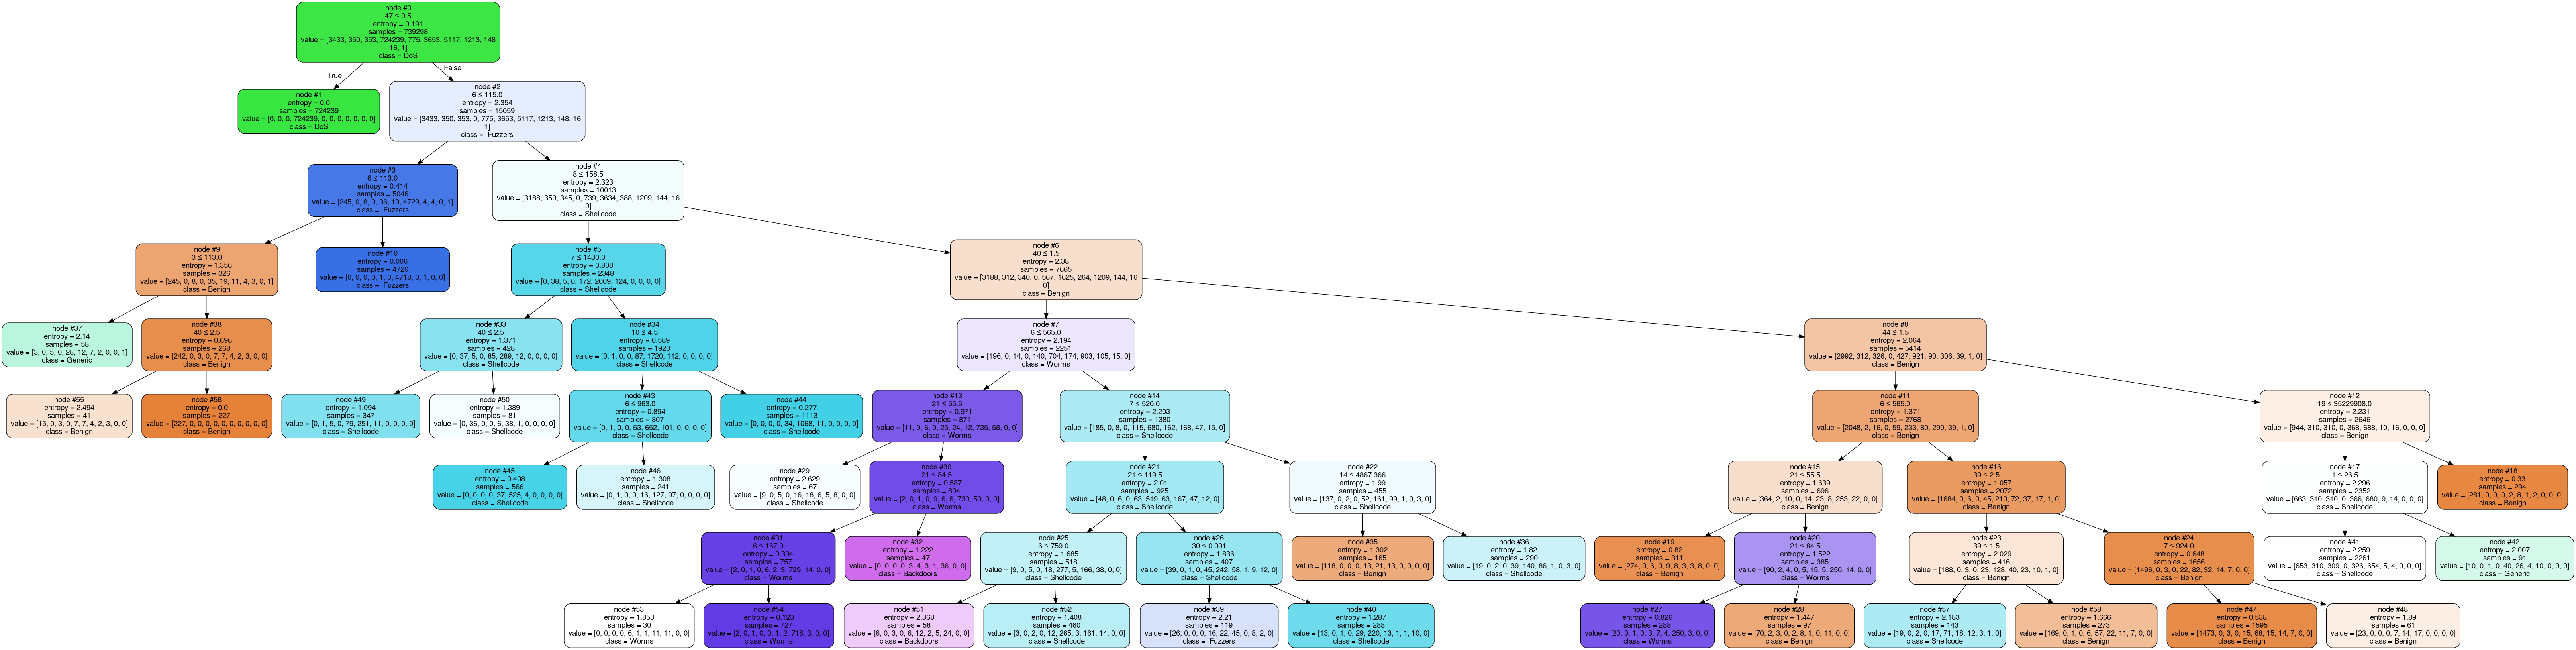 node #0
47 ≤ 0.5
entropy = 0.191
samples = 739298
value = [3433, 350, 353, 724239, 775, 3653, 5117, 1213, 148
16, 1]
class = DoS
True
False
node #1
entropy = 0.0
samples = 724239
value = [0, 0, 0, 724239, 0, 0, 0, 0, 0, 0, 0]
class = DoS
node #2
6 ≤ 115.0
entropy = 2.354
samples = 15059
value = [3433, 350, 353, 0, 775, 3653, 5117, 1213, 148, 16
1]
class =  Fuzzers
node #3
6 ≤ 113.0
entropy = 0.414
samples = 5046
value = [245, 0, 8, 0, 36, 19, 4729, 4, 4, 0, 1]
class =  Fuzzers
node #4
8 ≤ 158.5
entropy = 2.323
samples = 10013
value = [3188, 350, 345, 0, 739, 3634, 388, 1209, 144, 16
0]
class = Shellcode
node #9
3 ≤ 113.0
entropy = 1.356
samples = 326
value = [245, 0, 8, 0, 35, 19, 11, 4, 3, 0, 1]
class = Benign
node #10
entropy = 0.006
samples = 4720
value = [0, 0, 0, 0, 1, 0, 4718, 0, 1, 0, 0]
class =  Fuzzers
node #5
7 ≤ 1430.0
entropy = 0.808
samples = 2348
value = [0, 38, 5, 0, 172, 2009, 124, 0, 0, 0, 0]
class = Shellcode
node #6
40 ≤ 1.5
entropy = 2.38
samples = 7665
value = [3188, 312, 340, 0, 567, 1625, 264, 1209, 144, 16
0]
class = Benign
node #37
entropy = 2.14
samples = 58
value = [3, 0, 5, 0, 28, 12, 7, 2, 0, 0, 1]
class = Generic
node #38
40 ≤ 2.5
entropy = 0.696
samples = 268
value = [242, 0, 3, 0, 7, 7, 4, 2, 3, 0, 0]
class = Benign
node #33
40 ≤ 2.5
entropy = 1.371
samples = 428
value = [0, 37, 5, 0, 85, 289, 12, 0, 0, 0, 0]
class = Shellcode
node #34
10 ≤ 4.5
entropy = 0.589
samples = 1920
value = [0, 1, 0, 0, 87, 1720, 112, 0, 0, 0, 0]
class = Shellcode
node #7
6 ≤ 565.0
entropy = 2.194
samples = 2251
value = [196, 0, 14, 0, 140, 704, 174, 903, 105, 15, 0]
class = Worms
node #8
44 ≤ 1.5
entropy = 2.064
samples = 5414
value = [2992, 312, 326, 0, 427, 921, 90, 306, 39, 1, 0]
class = Benign
node #55
entropy = 2.494
samples = 41
value = [15, 0, 3, 0, 7, 7, 4, 2, 3, 0, 0]
class = Benign
node #56
entropy = 0.0
samples = 227
value = [227, 0, 0, 0, 0, 0, 0, 0, 0, 0, 0]
class = Benign
node #49
entropy = 1.094
samples = 347
value = [0, 1, 5, 0, 79, 251, 11, 0, 0, 0, 0]
class = Shellcode
node #50
entropy = 1.389
samples = 81
value = [0, 36, 0, 0, 6, 38, 1, 0, 0, 0, 0]
class = Shellcode
node #43
6 ≤ 963.0
entropy = 0.894
samples = 807
value = [0, 1, 0, 0, 53, 652, 101, 0, 0, 0, 0]
class = Shellcode
node #44
entropy = 0.277
samples = 1113
value = [0, 0, 0, 0, 34, 1068, 11, 0, 0, 0, 0]
class = Shellcode
node #13
21 ≤ 55.5
entropy = 0.971
samples = 871
value = [11, 0, 6, 0, 25, 24, 12, 735, 58, 0, 0]
class = Worms
node #14
7 ≤ 520.0
entropy = 2.203
samples = 1380
value = [185, 0, 8, 0, 115, 680, 162, 168, 47, 15, 0]
class = Shellcode
node #11
6 ≤ 565.0
entropy = 1.371
samples = 2768
value = [2048, 2, 16, 0, 59, 233, 80, 290, 39, 1, 0]
class = Benign
node #12
19 ≤ 35229908.0
entropy = 2.231
samples = 2646
value = [944, 310, 310, 0, 368, 688, 10, 16, 0, 0, 0]
class = Benign
node #45
entropy = 0.408
samples = 566
value = [0, 0, 0, 0, 37, 525, 4, 0, 0, 0, 0]
class = Shellcode
node #46
entropy = 1.308
samples = 241
value = [0, 1, 0, 0, 16, 127, 97, 0, 0, 0, 0]
class = Shellcode
node #29
entropy = 2.629
samples = 67
value = [9, 0, 5, 0, 16, 18, 6, 5, 8, 0, 0]
class = Shellcode
node #30
21 ≤ 84.5
entropy = 0.587
samples = 804
value = [2, 0, 1, 0, 9, 6, 6, 730, 50, 0, 0]
class = Worms
node #21
21 ≤ 119.5
entropy = 2.01
samples = 925
value = [48, 0, 6, 0, 63, 519, 63, 167, 47, 12, 0]
class = Shellcode
node #22
14 ≤ 4867.366
entropy = 1.99
samples = 455
value = [137, 0, 2, 0, 52, 161, 99, 1, 0, 3, 0]
class = Shellcode
node #15
21 ≤ 55.5
entropy = 1.639
samples = 696
value = [364, 2, 10, 0, 14, 23, 8, 253, 22, 0, 0]
class = Benign
node #16
39 ≤ 2.5
entropy = 1.057
samples = 2072
value = [1684, 0, 6, 0, 45, 210, 72, 37, 17, 1, 0]
class = Benign
node #17
1 ≤ 26.5
entropy = 2.296
samples = 2352
value = [663, 310, 310, 0, 366, 680, 9, 14, 0, 0, 0]
class = Shellcode
node #18
entropy = 0.33
samples = 294
value = [281, 0, 0, 0, 2, 8, 1, 2, 0, 0, 0]
class = Benign
node #31
6 ≤ 167.0
entropy = 0.304
samples = 757
value = [2, 0, 1, 0, 6, 2, 3, 729, 14, 0, 0]
class = Worms
node #32
entropy = 1.222
samples = 47
value = [0, 0, 0, 0, 3, 4, 3, 1, 36, 0, 0]
class = Backdoors
node #25
6 ≤ 759.0
entropy = 1.685
samples = 518
value = [9, 0, 5, 0, 18, 277, 5, 166, 38, 0, 0]
class = Shellcode
node #26
30 ≤ 0.001
entropy = 1.836
samples = 407
value = [39, 0, 1, 0, 45, 242, 58, 1, 9, 12, 0]
class = Shellcode
node #35
entropy = 1.302
samples = 165
value = [118, 0, 0, 0, 13, 21, 13, 0, 0, 0, 0]
class = Benign
node #36
entropy = 1.82
samples = 290
value = [19, 0, 2, 0, 39, 140, 86, 1, 0, 3, 0]
class = Shellcode
node #19
entropy = 0.82
samples = 311
value = [274, 0, 6, 0, 9, 8, 3, 3, 8, 0, 0]
class = Benign
node #20
21 ≤ 84.5
entropy = 1.522
samples = 385
value = [90, 2, 4, 0, 5, 15, 5, 250, 14, 0, 0]
class = Worms
node #23
39 ≤ 1.5
entropy = 2.029
samples = 416
value = [188, 0, 3, 0, 23, 128, 40, 23, 10, 1, 0]
class = Benign
node #24
7 ≤ 924.0
entropy = 0.648
samples = 1656
value = [1496, 0, 3, 0, 22, 82, 32, 14, 7, 0, 0]
class = Benign
node #41
entropy = 2.259
samples = 2261
value = [653, 310, 309, 0, 326, 654, 5, 4, 0, 0, 0]
class = Shellcode
node #42
entropy = 2.007
samples = 91
value = [10, 0, 1, 0, 40, 26, 4, 10, 0, 0, 0]
class = Generic
node #53
entropy = 1.853
samples = 30
value = [0, 0, 0, 0, 6, 1, 1, 11, 11, 0, 0]
class = Worms
node #54
entropy = 0.123
samples = 727
value = [2, 0, 1, 0, 0, 1, 2, 718, 3, 0, 0]
class = Worms
node #51
entropy = 2.368
samples = 58
value = [6, 0, 3, 0, 6, 12, 2, 5, 24, 0, 0]
class = Backdoors
node #52
entropy = 1.408
samples = 460
value = [3, 0, 2, 0, 12, 265, 3, 161, 14, 0, 0]
class = Shellcode
node #39
entropy = 2.21
samples = 119
value = [26, 0, 0, 0, 16, 22, 45, 0, 8, 2, 0]
class =  Fuzzers
node #40
entropy = 1.287
samples = 288
value = [13, 0, 1, 0, 29, 220, 13, 1, 1, 10, 0]
class = Shellcode
node #27
entropy = 0.826
samples = 288
value = [20, 0, 1, 0, 3, 7, 4, 250, 3, 0, 0]
class = Worms
node #28
entropy = 1.447
samples = 97
value = [70, 2, 3, 0, 2, 8, 1, 0, 11, 0, 0]
class = Benign
node #57
entropy = 2.183
samples = 143
value = [19, 0, 2, 0, 17, 71, 18, 12, 3, 1, 0]
class = Shellcode
node #58
entropy = 1.666
samples = 273
value = [169, 0, 1, 0, 6, 57, 22, 11, 7, 0, 0]
class = Benign
node #47
entropy = 0.538
samples = 1595
value = [1473, 0, 3, 0, 15, 68, 15, 14, 7, 0, 0]
class = Benign
node #48
entropy = 1.89
samples = 61
value = [23, 0, 0, 0, 7, 14, 17, 0, 0, 0, 0]
class = Benign